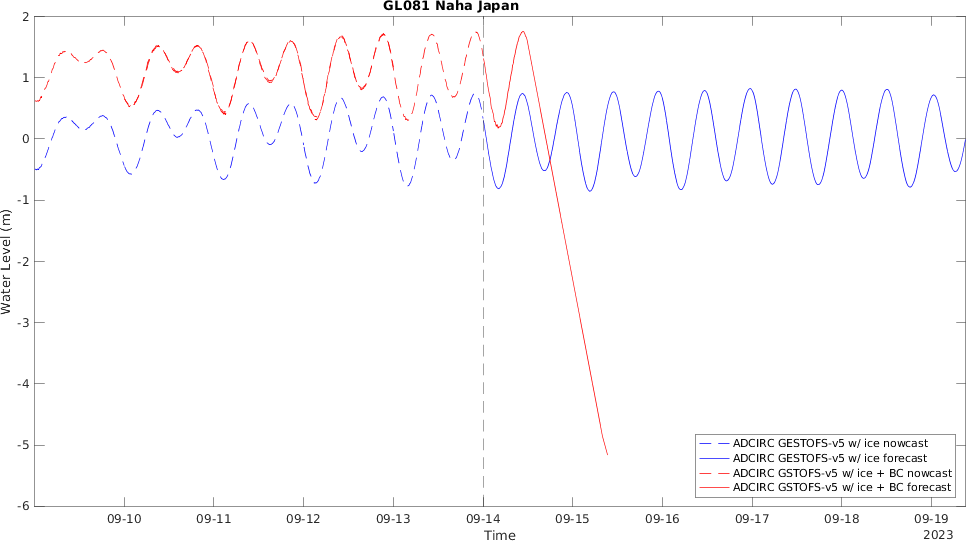 GL081 Naha Japan
2
1
0
-1
-2
-3
-4
-5
-6
Water Level (m)
ADCIRC GESTOFS-v5 w/ ice nowcast
ADCIRC GESTOFS-v5 w/ ice forecast
ADCIRC GSTOFS-v5 w/ ice + BC nowcast
ADCIRC GSTOFS-v5 w/ ice + BC forecast
09-10 09-11 09-12 09-13 09-14 09-15 09-16 09-17 09-18 09-19
Time
2023